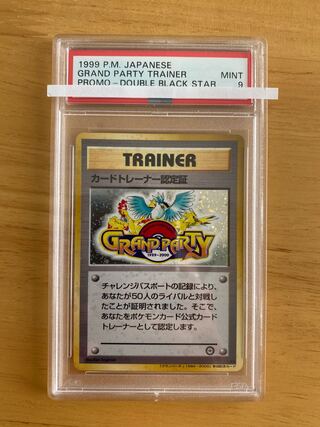 1999 P.M. JAPANESE
GRAND PARTY TRAINER MINT
PROMO - DOUBLE BLACK STAR 9
TRAINER
カードトレーナー認定証
GRAND PARTY
1999-2000
チャレンジパスポートの記録により、
あなたが50人のライバルと対戦し
たことが証明されました。そこで、
あなたをポケモンカード公式カード
トレーナーとして認定します。